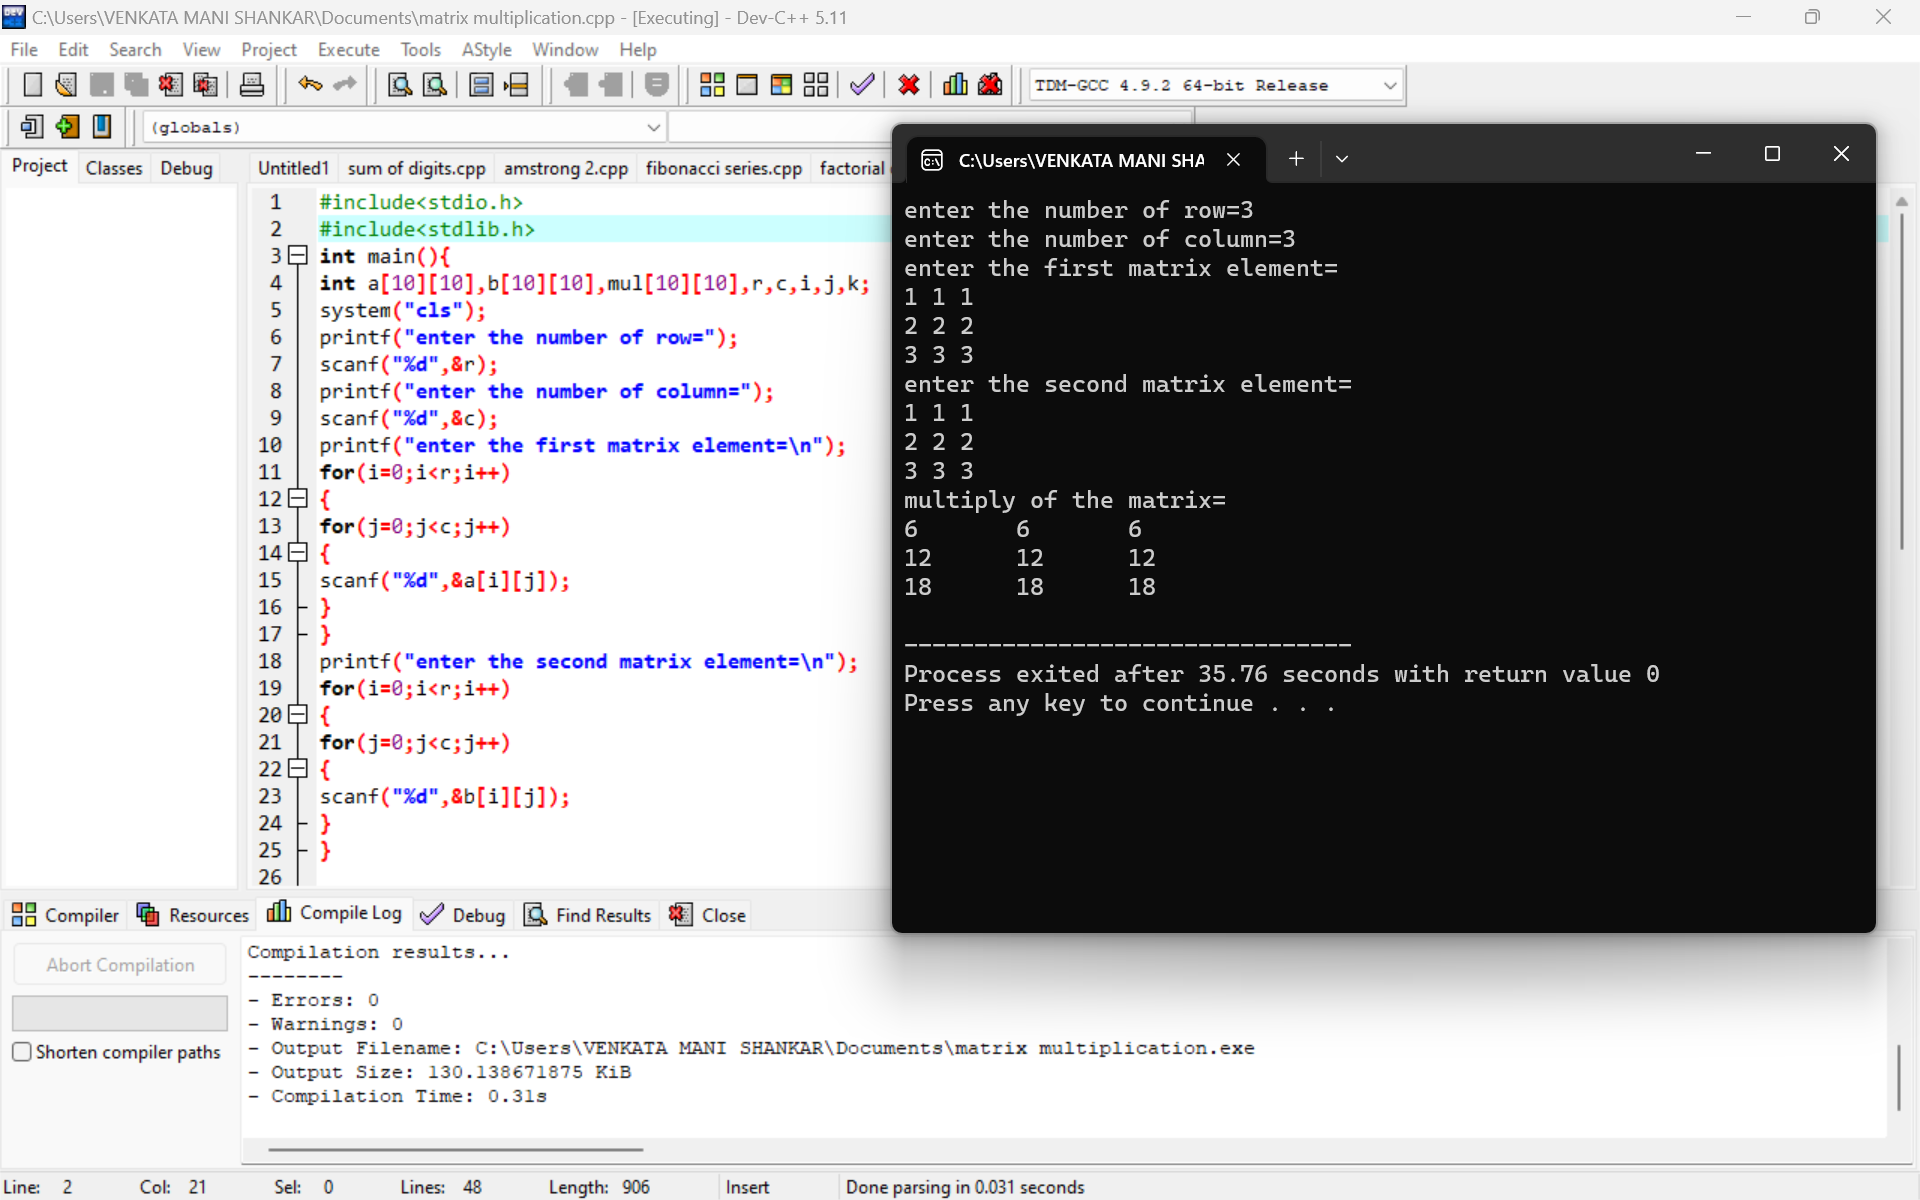 C:\Users\VENKATA MANI SHANKAR\Documents\matrix multiplication.cpp - [Executing] - Dev-C++ 5.11
File Edit Search View Project Execute Tools AStyle Window Help
TDM-GCC 4.9.2 64-bit Release
(globals)
Project Classes Debug
Untitled1 sum of digits.cpp amstrong 2.cpp fibonacci series.cpp factorial
1 #include<stdio.h>
2 #include<stdlib.h>
3 int main(){
4 int a[10][10],b[10][10],mul[10][10],r,c,i,j,k;
5 system("cls");
6 printf("enter the number of row=");
7 scanf("%d",&r);
8 printf("enter the number of column=");
9 scanf("%d",&c);
10 printf("enter the first matrix element=\n");
11 for(i=0;i<r;i++)
12 {
13 for(j=0;j<c;j++)
14 {
15 scanf("%d",&a[i][j]);
16 }
17 }
18 printf("enter the second matrix element=\n");
19 for(i=0;i<r;i++)
20 {
21 for(j=0;j<c;j++)
22 {
23 scanf("%d",&b[i][j]);
24 }
25 }
26
C:\Users\VENKATA MANI SHA
enter the number of row=3
enter the number of column=3
enter the first matrix element=
1 1 1
2 2 2
3 3 3
enter the second matrix element=
1 1 1
2 2 2
3 3 3
multiply of the matrix=
6 6 6
12 12 12
18 18 18
--------------------------------
Process exited after 35.76 seconds with return value 0
Press any key to continue . . .
Compiler Resources Compile Log Debug Find Results Close
Abort Compilation
Shorten compiler paths
Compilation results...
--------
- Errors: 0
- Warnings: 0
- Output Filename: C:\Users\VENKATA MANI SHANKAR\Documents\matrix multiplication.exe
- Output Size: 130.138671875 KiB
- Compilation Time: 0.31s
Line: 2 Col: 21 Sel: 0 Lines: 48 Length: 906 Insert Done parsing in 0.031 seconds